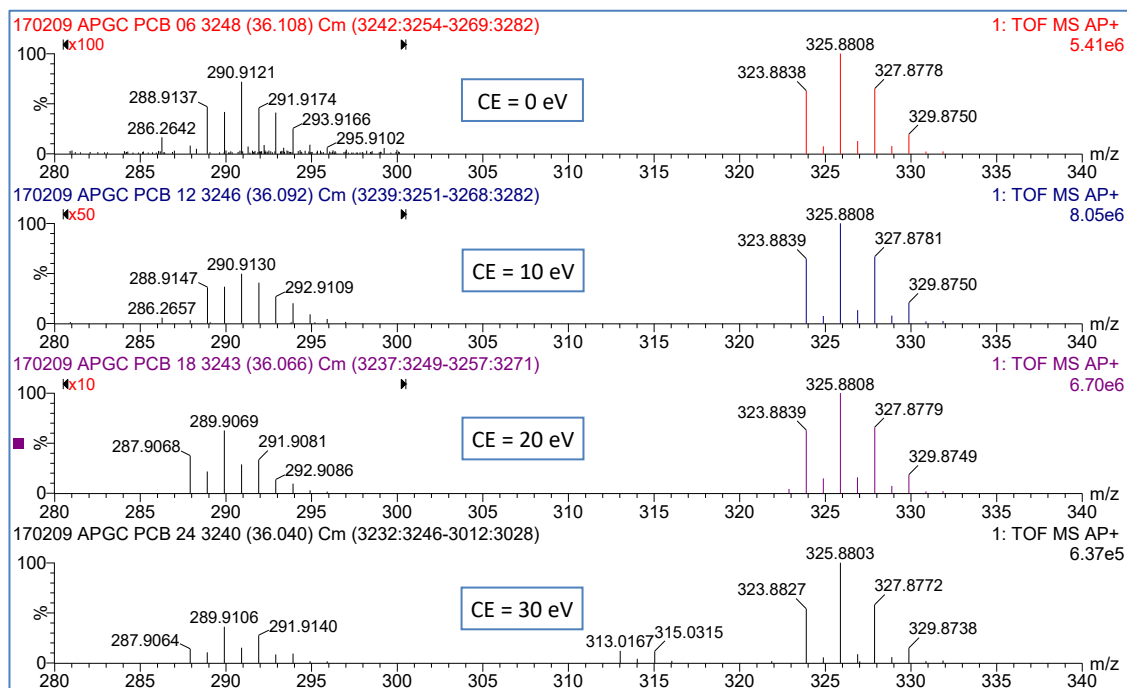 170209 APGC PCB 06 3248 (36.108) Cm (3242:3254-3269:3282)
1: TOF MS AP+
x100
5.41e6
100
%
0
325.8808
323.8838
327.8778
329.8750
290.9121
288.9137
291.9174
293.9166
286.2642
295.9102
CE = 0 eV
280 285 290 295 300 305 310 315 320 325 330 335 340 m/z
170209 APGC PCB 12 3246 (36.092) Cm (3239:3251-3268:3282)
1: TOF MS AP+
x50
8.05e6
100
%
0
325.8808
323.8839
327.8781
329.8750
290.9130
288.9147
292.9109
286.2657
CE = 10 eV
280 285 290 295 300 305 310 315 320 325 330 335 340 m/z
170209 APGC PCB 18 3243 (36.066) Cm (3237:3249-3257:3271)
1: TOF MS AP+
x10
6.70e6
100
%
0
325.8808
323.8839
327.8779
329.8749
289.9069
287.9068
291.9081
292.9086
CE = 20 eV
280 285 290 295 300 305 310 315 320 325 330 335 340 m/z
170209 APGC PCB 24 3240 (36.040) Cm (3232:3246-3012:3028)
1: TOF MS AP+
6.37e5
100
%
0
325.8803
323.8827
327.8772
329.8738
289.9106
287.9064
291.9140
313.0167
315.0315
CE = 30 eV
280 285 290 295 300 305 310 315 320 325 330 335 340 m/z